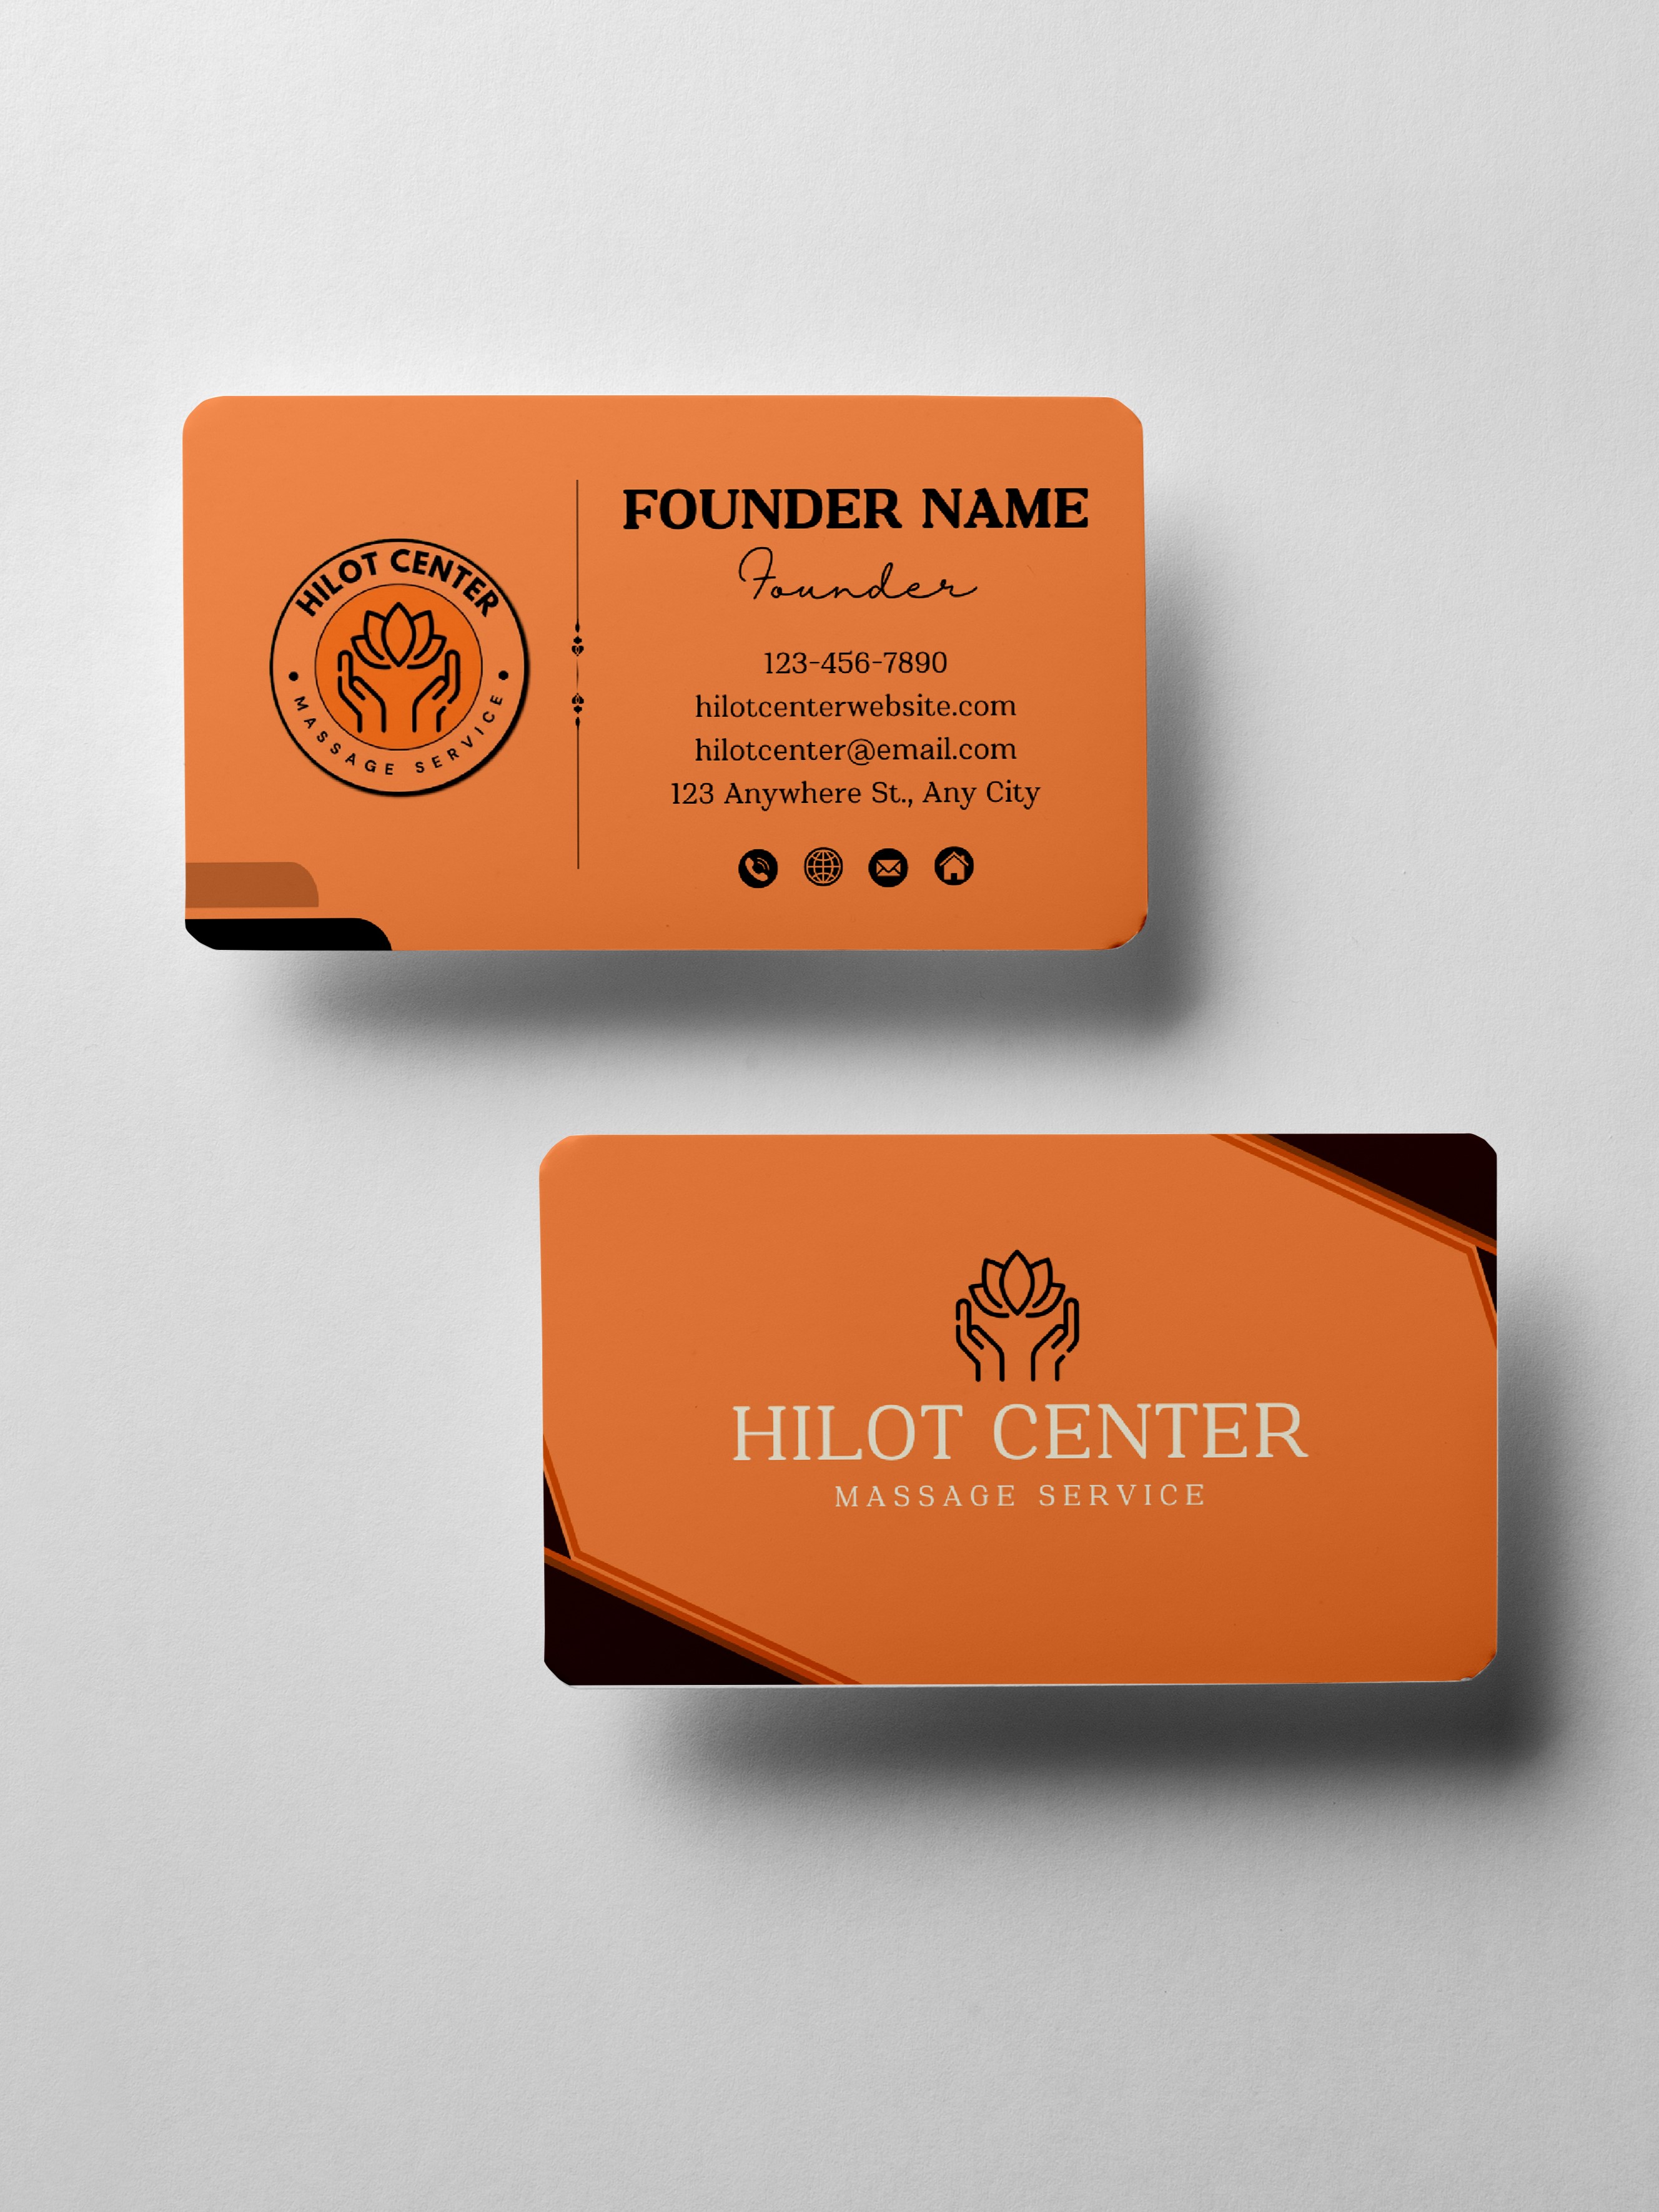 HILOT CENTER
MASSAGE SERVICE
FOUNDER NAME
Founder
123-456-7890
hilotcenterwebsite.com
hilotcenter@email.com
123 Anywhere St., Any City
HILOT CENTER
MASSAGE SERVICE